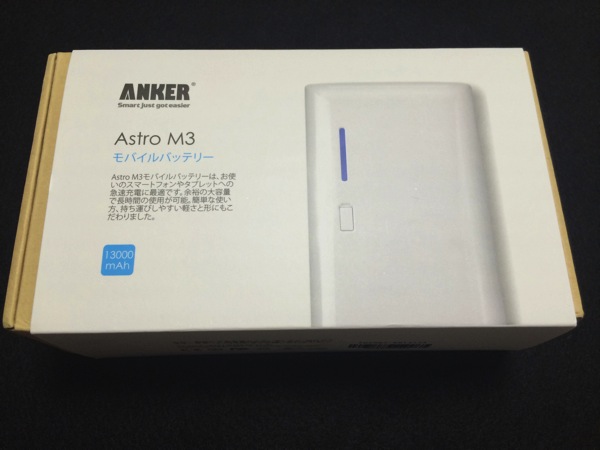 ANKER®
Smart just got easier
Astro M3
モバイルバッテリー
Astro M3モバイルバッテリーは、お使
いのスマートフォンやタブレットへの
急速充電に最適です。余裕の大容量
で長時間の使用が可能。簡単な使い
方、持ち運びしやすい軽さと形にもこ
だわりました。
13000
mAh